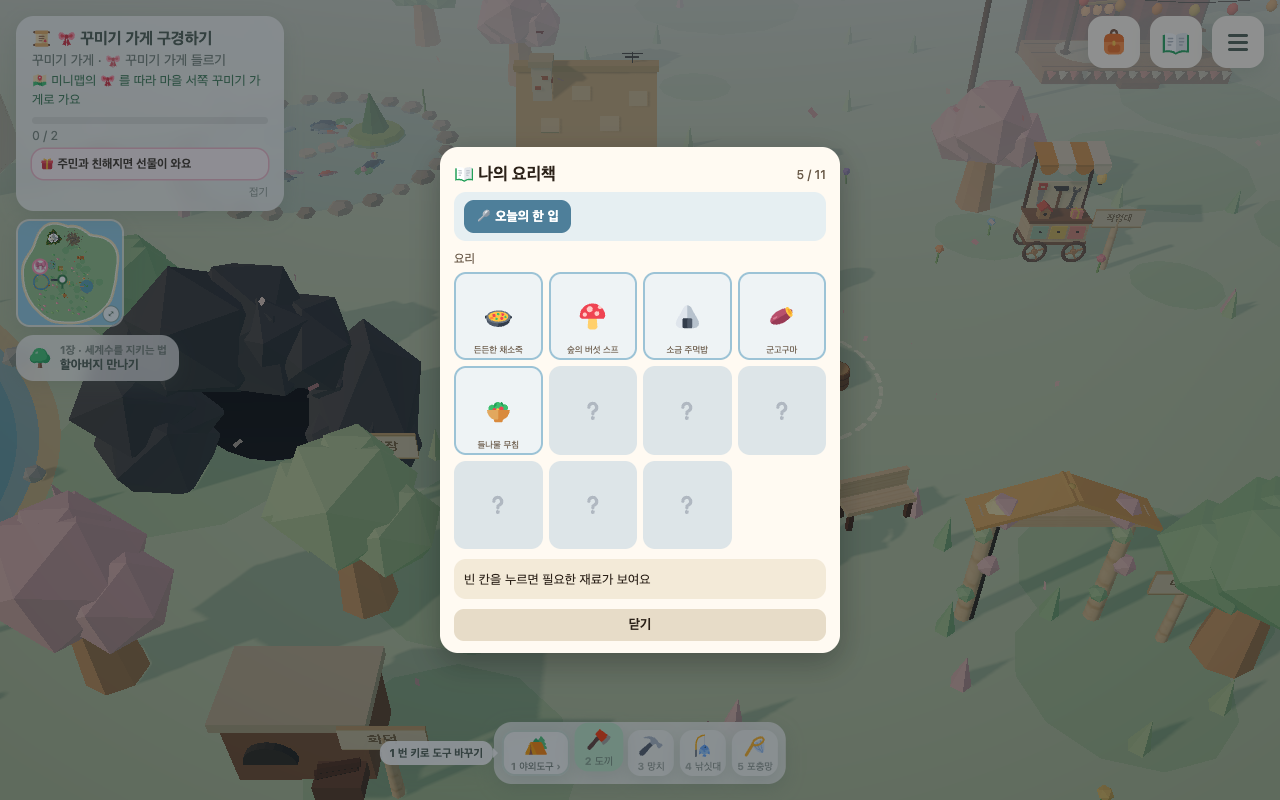 꾸미기 가게 구경하기
꾸미기 가게 · 꾸미기 가게 들르기
미니맵의 를 따라 마을 서쪽 꾸미기 가
게로 가요
0 / 2
주민과 친해지면 선물이 와요
접기
1장 · 세계수를 지키는 법
할아버지 만나기
나의 요리책
5 / 11
오늘의 한 입
요리
든든한 채소죽
숲의 버섯 스프
소금 주먹밥
군고구마
들나물 무침
?
?
?
?
?
?
빈 칸을 누르면 필요한 재료가 보여요
닫기
작업대
1 번 키로 도구 바꾸기
1 야외도구 ›
2 도끼
3 망치
4 낚싯대
5 포충망